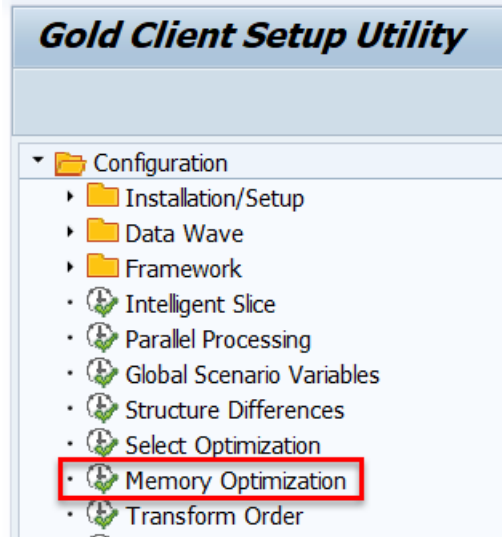 Gold Client Setup Utility
Configuration
Installation/Setup
Data Wave
Framework
Intelligent Slice
Parallel Processing
Global Scenario Variables
Structure Differences
Select Optimization
Memory Optimization
Transform Order